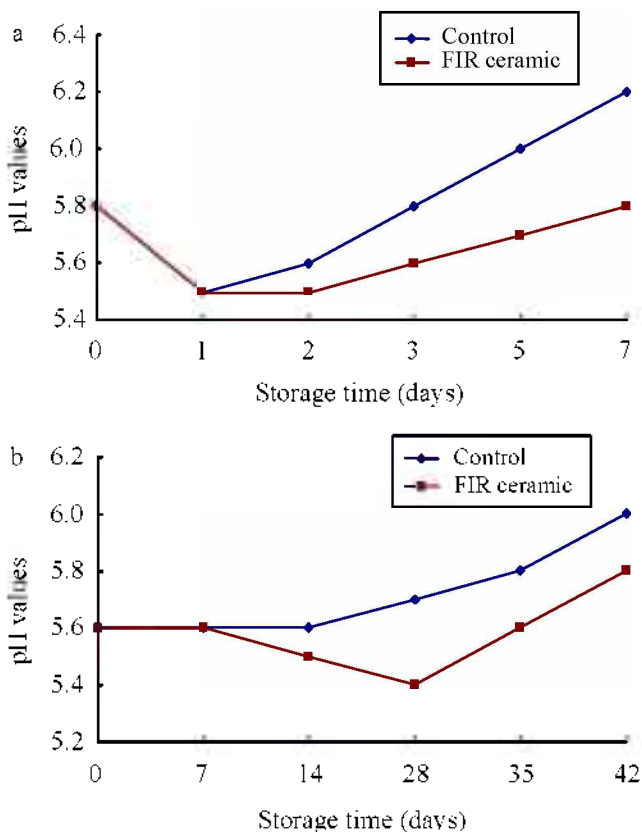 a
6.4
6.2
6.0
5.8
5.6
5.4
pH values
Control
FIR ceramic
0 1 2 3 5 7
Storage time (days)
b
6.2
6.0
5.8
5.6
5.4
5.2
pH values
Control
FIR ceramic
0 7 14 28 35 42
Storage time (days)